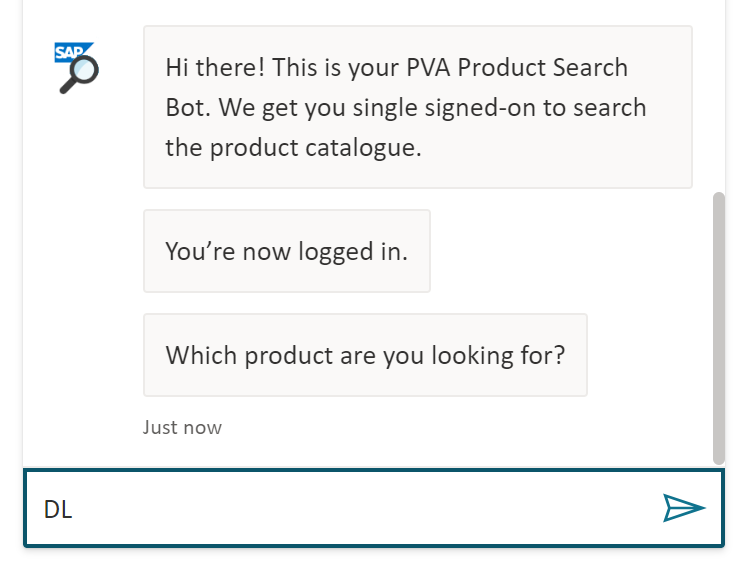 SAP
Hi there! This is your PVA Product Search
Bot. We get you single signed-on to search
the product catalogue.
You’re now logged in.
Which product are you looking for?
Just now
DL